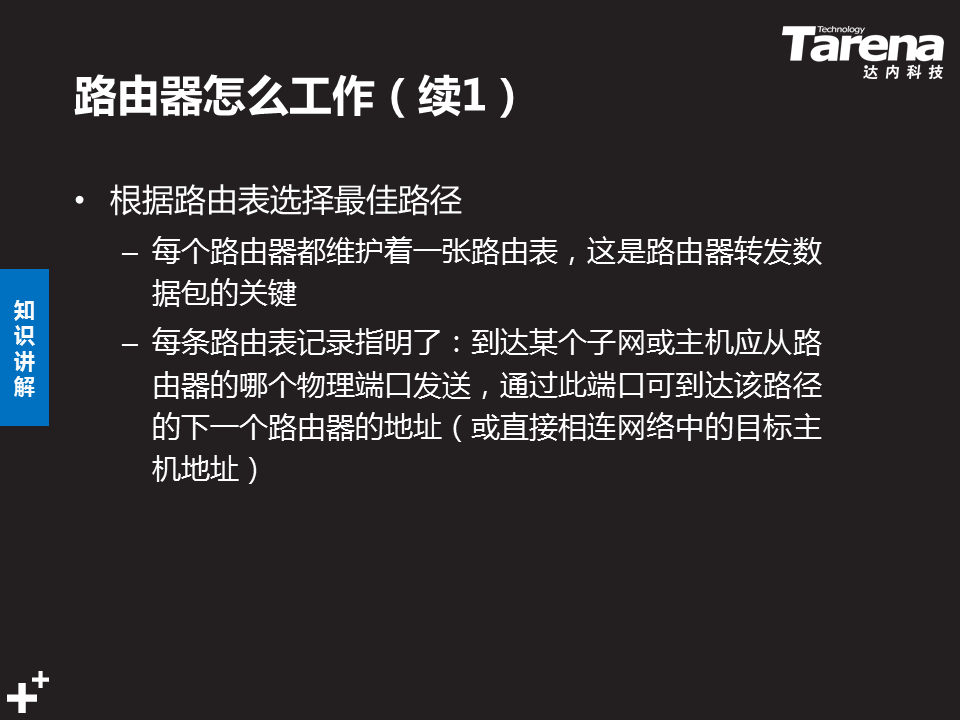 Technology
Tarena
达内科技
路由器怎么工作（续1）
• 根据路由表选择最佳路径
– 每个路由器都维护着一张路由表，这是路由器转发数
据包的关键
– 每条路由表记录指明了：到达某个子网或主机应从路
由器的哪个物理端口发送，通过此端口可到达该路径
的下一个路由器的地址（或直接相连网络中的目标主
机地址）
知
识
讲
解